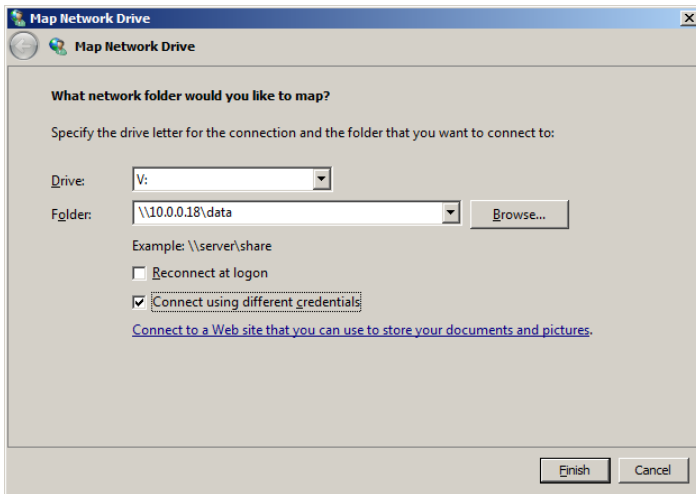 Map Network Drive
Map Network Drive
What network folder would you like to map?
Specify the drive letter for the connection and the folder that you want to connect to:
Drive: V:
Folder: \\10.0.0.18\data Browse...
Example: \\server\share
Reconnect at logon
Connect using different credentials
Connect to a Web site that you can use to store your documents and pictures.
Finish Cancel